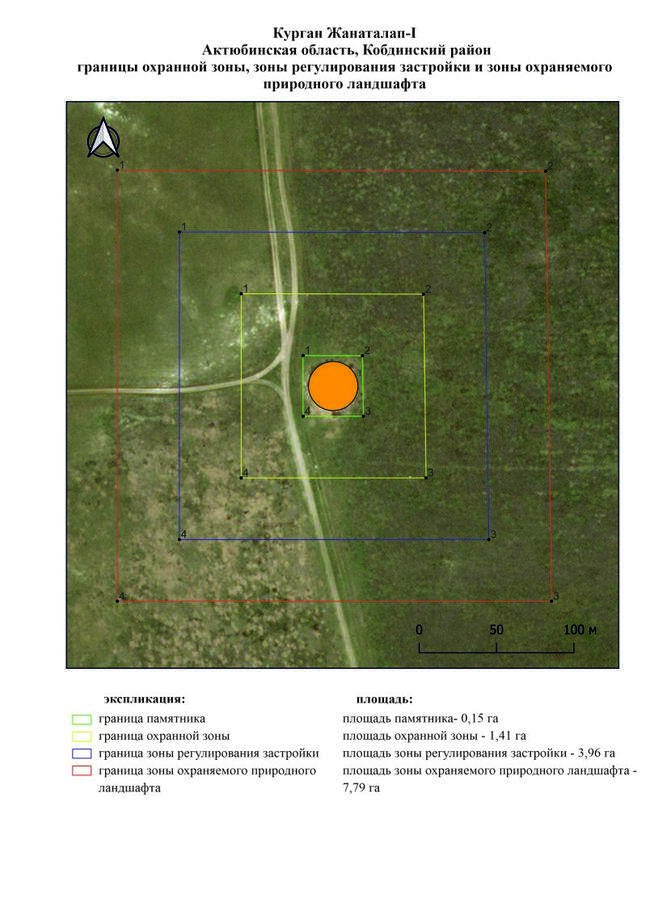 Курган Жанаталап-I
Актюбинская область, Кобдинский район
границы охранной зоны, зоны регулирования застройки и зоны охраняемого
природного ландшафта
1 2
1 2
1 2
1 2
4 3
4 3
4 3
4 3
0 50 100 м
экспликация: площадь:
граница памятника площадь памятника- 0,15 га
граница охранной зоны площадь охранной зоны - 1,41 га
граница зоны регулирования застройки площадь зоны регулирования застройки - 3,96 га
граница зоны охраняемого природного площадь зоны охраняемого природного ландшафта -
ландшафта 7,79 га